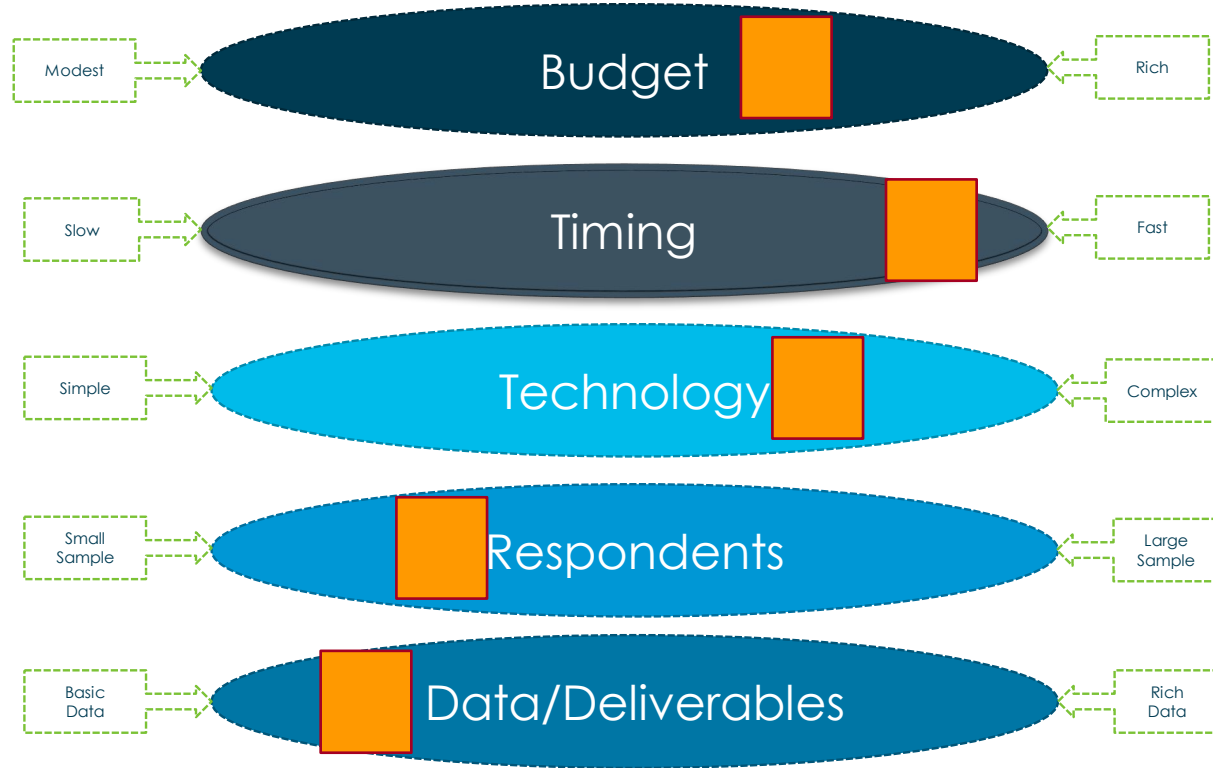 Modest
Budget
Rich
Slow
Timing
Fast
Simple
Technology
Complex
Small
Sample
Respondents
Large
Sample
Basic
Data
Data/Deliverables
Rich
Data